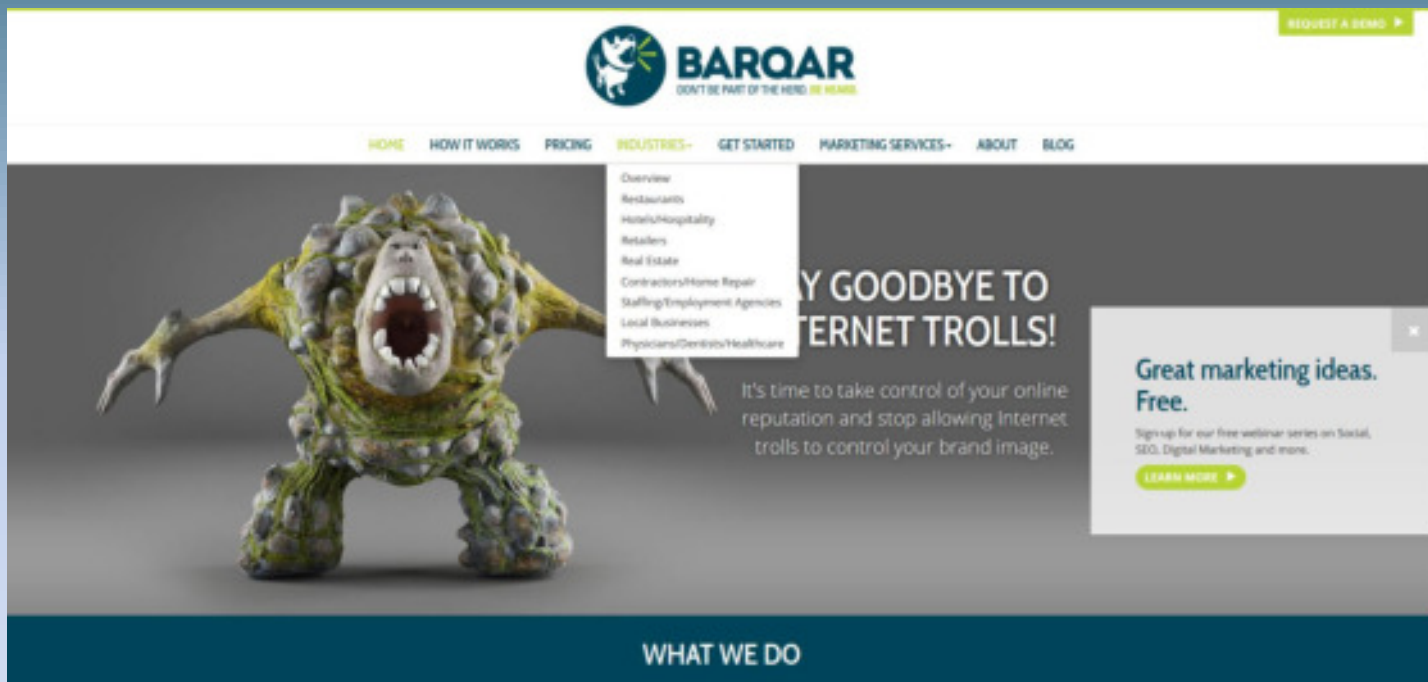 REQUEST A DEMO
BARQAR
DON'T BE PART OF THE HERD. BE HEARD.
HOME HOW IT WORKS PRICING INDUSTRIES GET STARTED MARKETING SERVICES ABOUT BLOG
Overview
Restaurants
Hotels/Hospitality
Retailers
Real Estate
Contractors/Home Repair
Staffing/Employment Agencies
Local Businesses
Physicians/Dentists/Healthcare
Y GOODBYE TO
TERNET TROLLS!
It's time to take control of your online
reputation and stop allowing Internet
trolls to control your brand image.
Great marketing ideas.
Free.
Sign up for our free webinar series on Social,
SEO, Digital Marketing and more.
LEARN MORE
WHAT WE DO